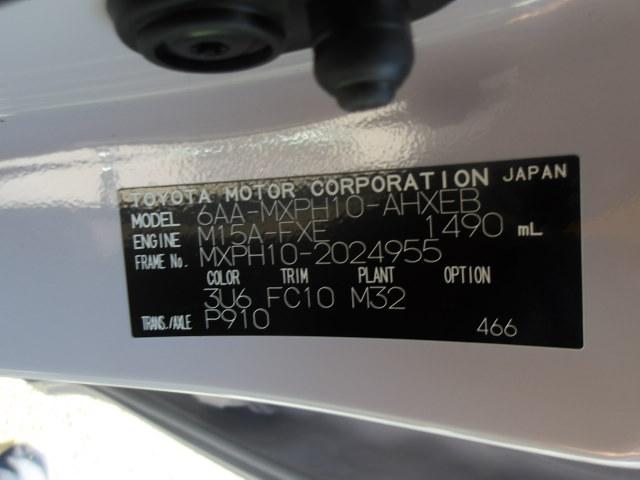 TOYOTA MOTOR CORPORATION JAPAN
MODEL 6AA-MXPH10-AHXEB
ENGINE M15A-FXE 1490 mL
FRAME No. MXPH10-2024955
COLOR TRIM PLANT OPTION
3U6 FC10 M32
TRANS./AXLE P910 466